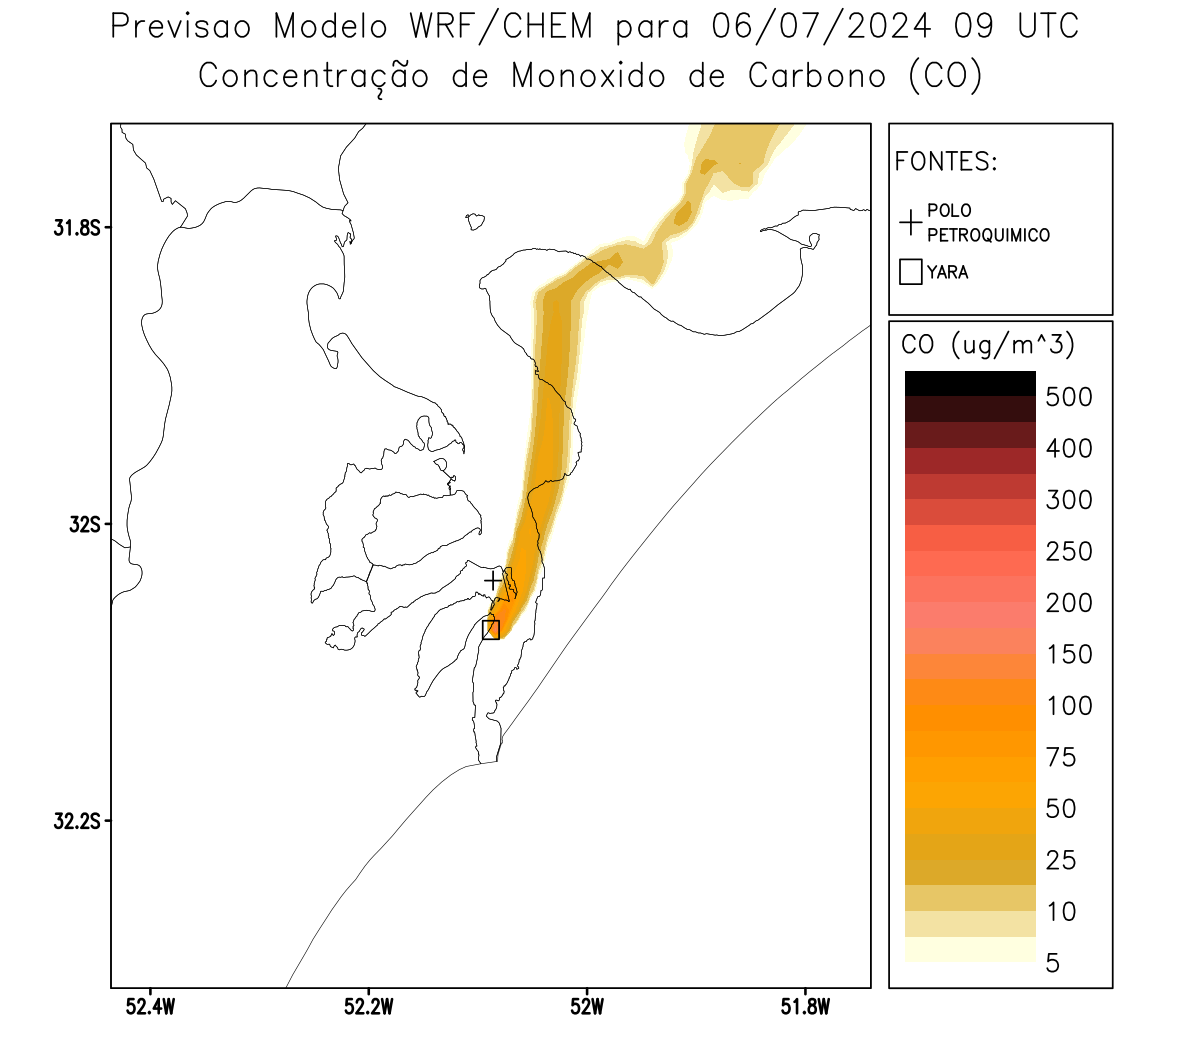 Previsao Modelo WRF/CHEM para 06/07/2024 09 UTC
Concentração de Monoxido de Carbono (CO)
FONTES:
POLO
PETROQUIMICO
YARA
CO (ug/m^3)
500
400
300
250
200
150
100
75
50
25
10
5
31.8S
32S
32.2S
52.4W
52.2W
52W
51.8W